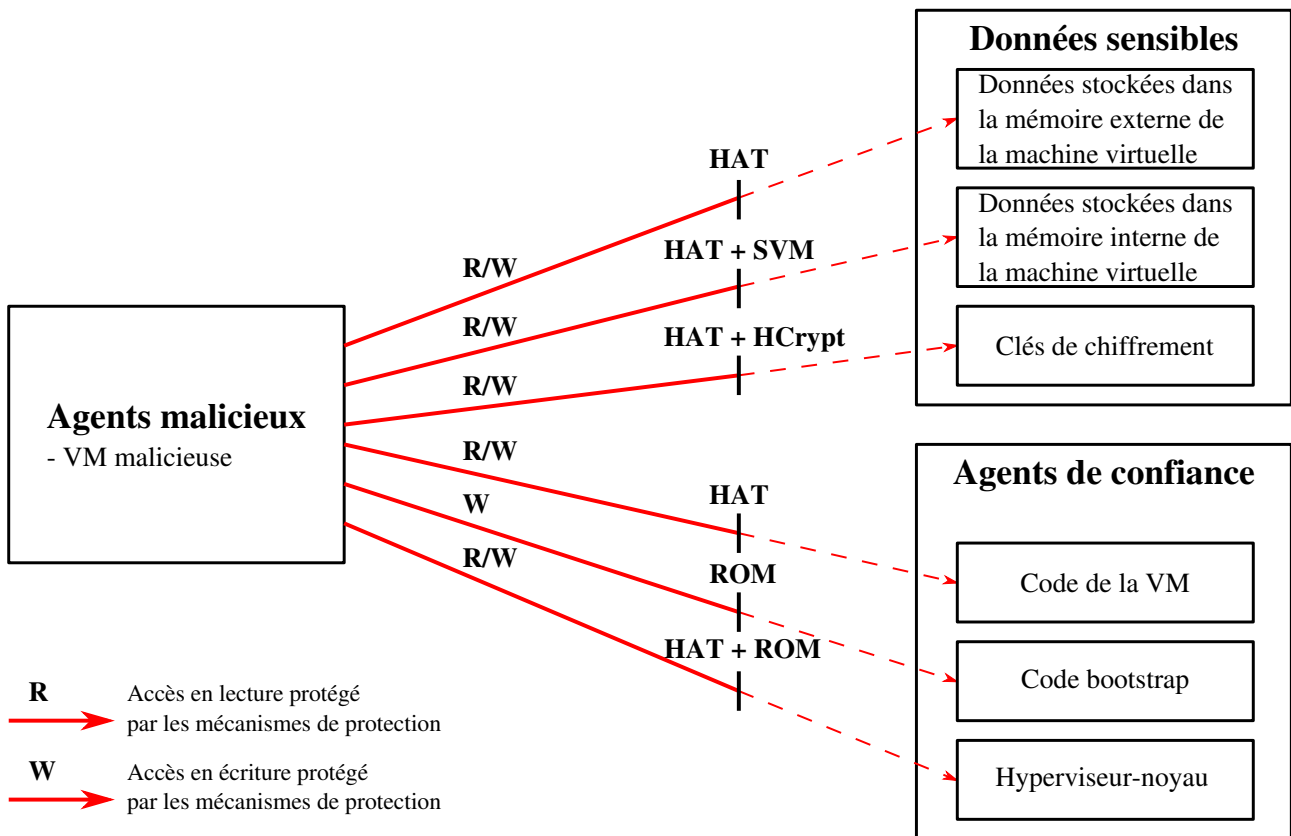 Données sensibles
Données stockées dans
la mémoire externe de
la machine virtuelle
HAT
Données stockées dans
la mémoire interne de
la machine virtuelle
HAT + SVM
R/W
R/W
HAT + HCrypt
Clés de chiffrement
R/W
Agents malicieux
- VM malicieuse
R/W
Agents de confiance
HAT
W
R/W
ROM
Code de la VM
HAT + ROM
Code bootstrap
R
Accès en lecture protégé
par les mécanismes de protection
W
Accès en écriture protégé
par les mécanismes de protection
Hyperviseur-noyau